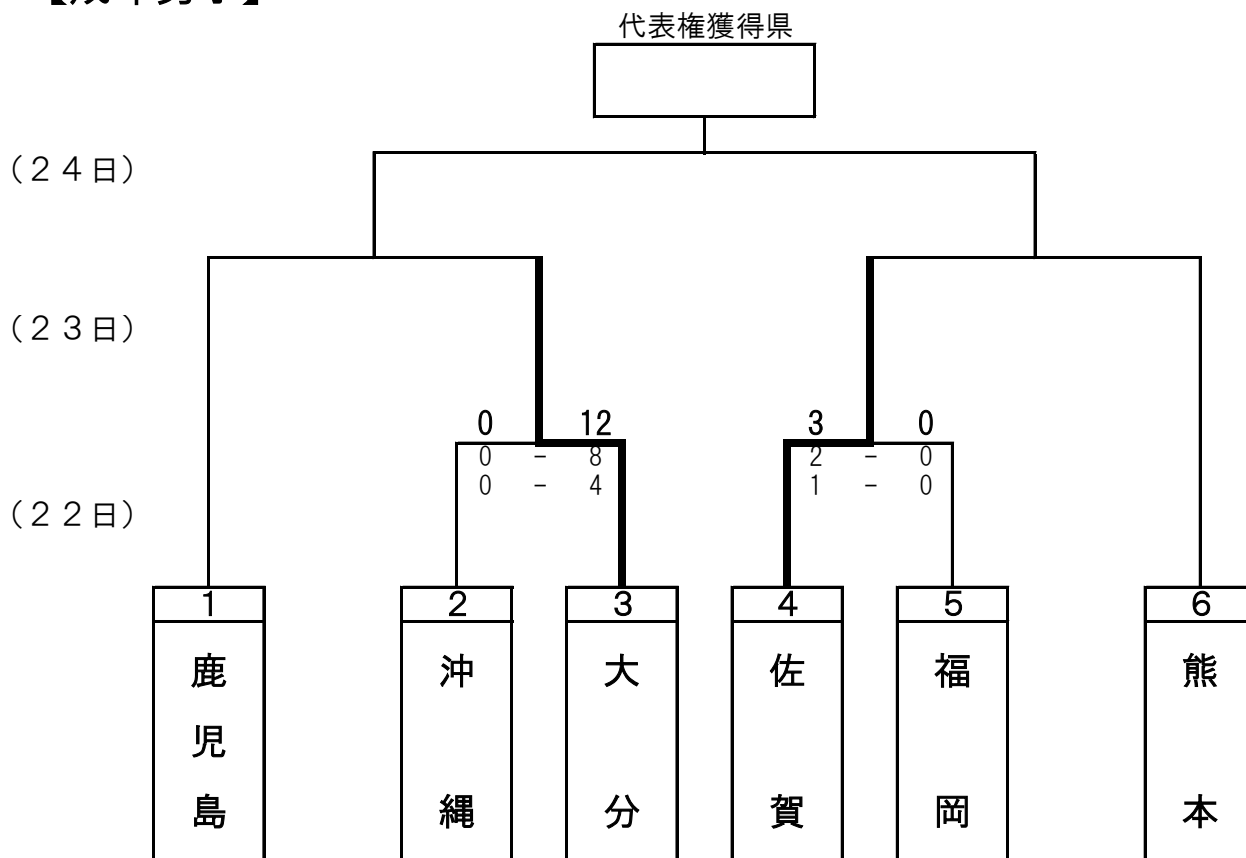 代表権獲得県
（２４日）
（２３日）
0 12 3 0
0 - 8 2 - 0
0 - 4 1 - 0
（２２日）
1 2 3 4 5 6
鹿児島
沖縄
大分
佐賀
福岡
熊本